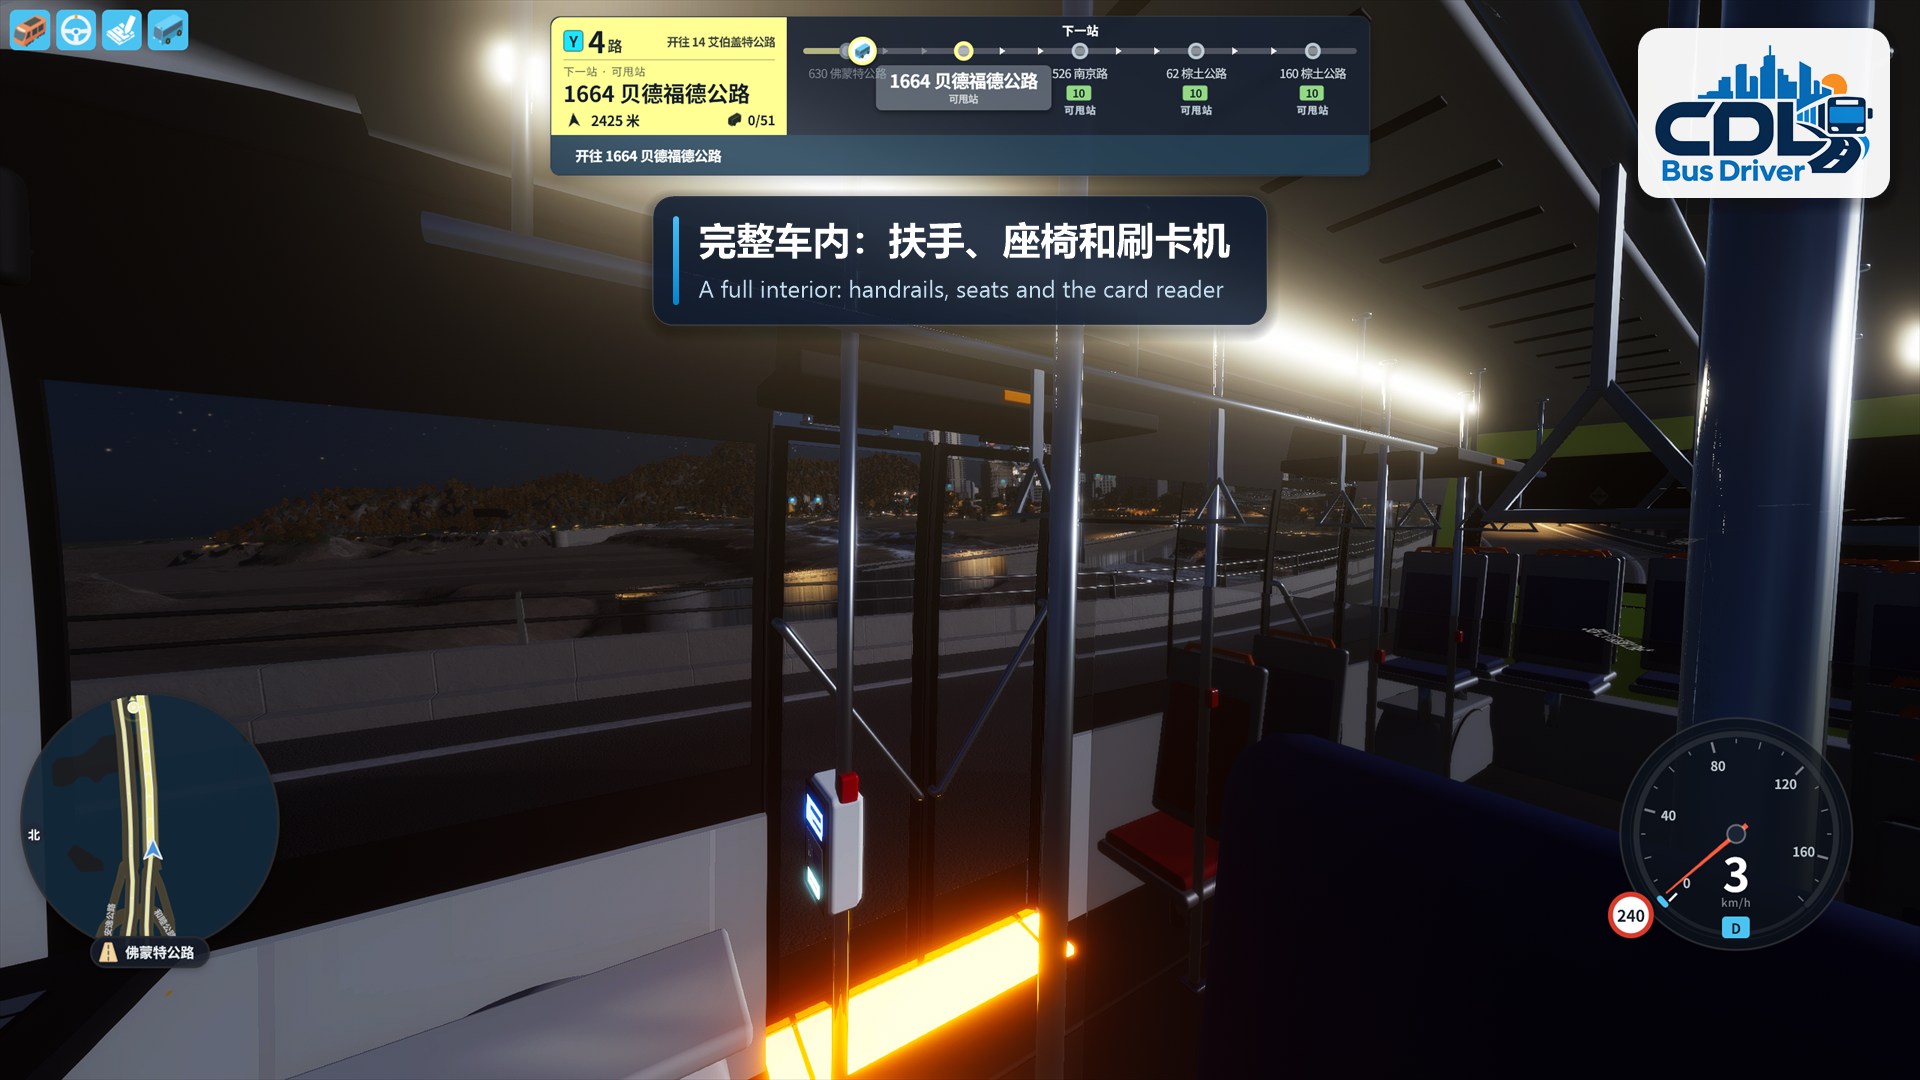 Y 4路 开往 14 艾伯盖特公路
下一站 · 可用站
1664 贝德福德公路
2425 米 0/51
下一站
630 佛蒙特公路
1664 贝德福德公路
可用站
526 南京路
10
可用站
62 棕土公路
10
可用站
160 棕土公路
10
可用站
开往 1664 贝德福德公路
CDL
Bus Driver
完整车内：扶手、座椅和刷卡机
A full interior: handrails, seats and the card reader
北
佛蒙特公路
0
40
80
120
160
3
km/h
D
240